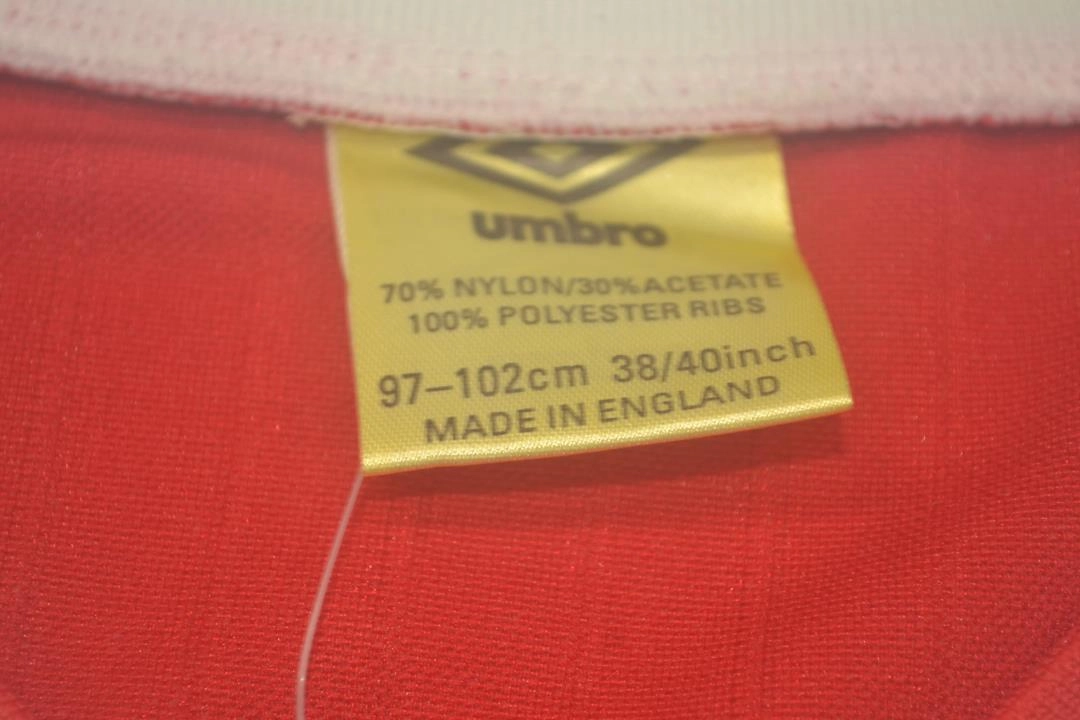 umbro
70% NYLON/30%ACETATE
100% POLYESTER RIBS
97–102cm 38/40inch
MADE IN ENGLAND